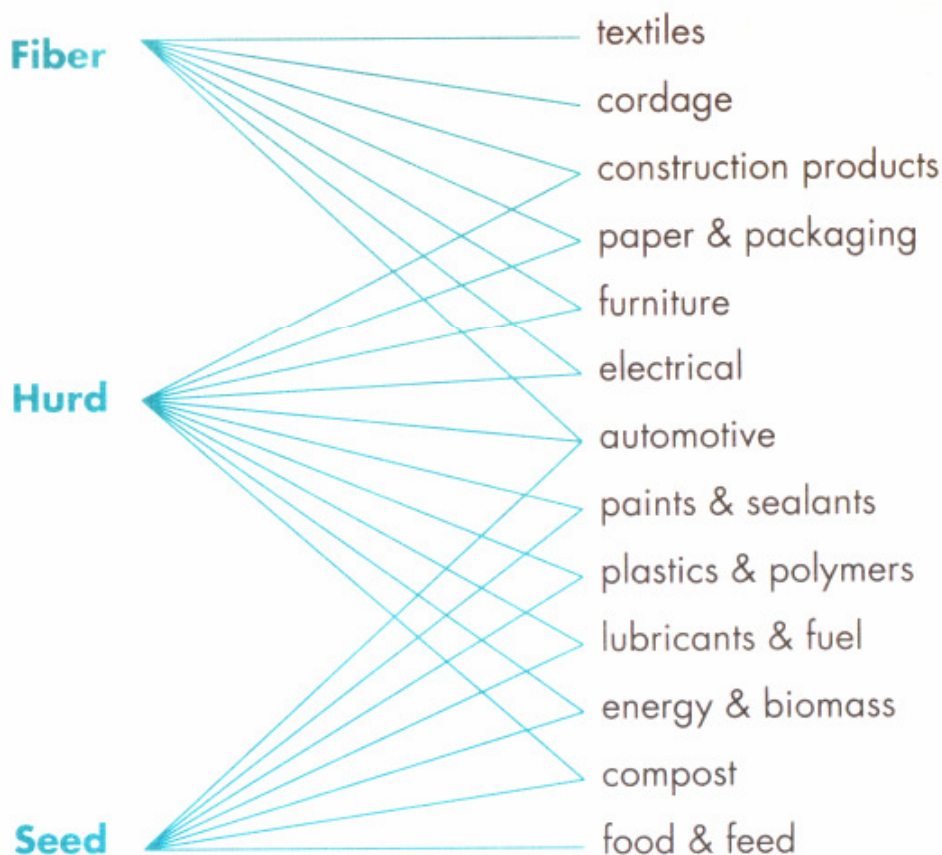 Fiber
Hurd
Seed
textiles
cordage
construction products
paper & packaging
furniture
electrical
automotive
paints & sealants
plastics & polymers
lubricants & fuel
energy & biomass
compost
food & feed